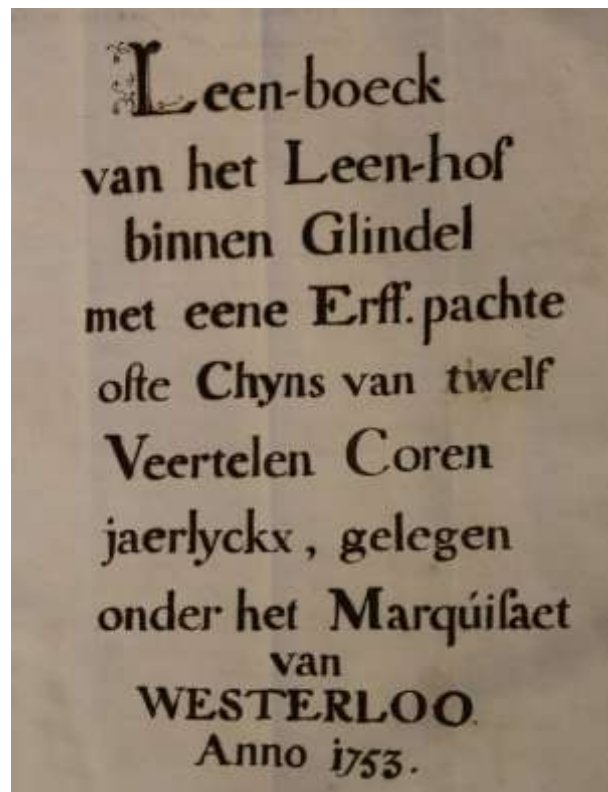 Leen-boeck
van het Leen-hof
binnen Glindel
met eene Erff. pachte
ofte Chyns van twelf
Veertelen Coren
jaerlyckx, gelegen
onder het Marqúiſaet
van
WESTERLOO.
Anno 1753.